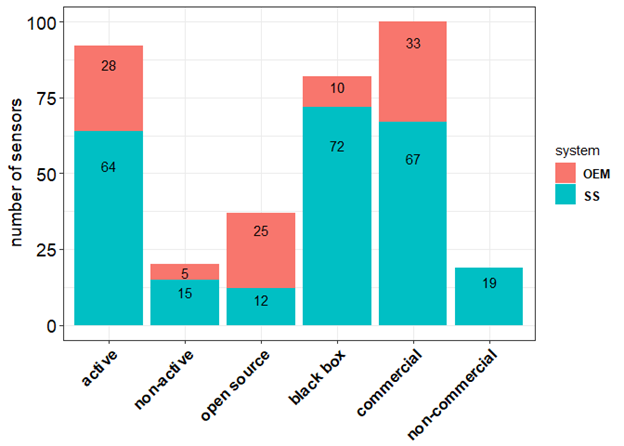 number of sensors
100
75
50
25
0
28
64
5
15
25
12
10
72
33
67
19
active
non-active
open source
black box
commercial
non-commercial
system
OEM
SS